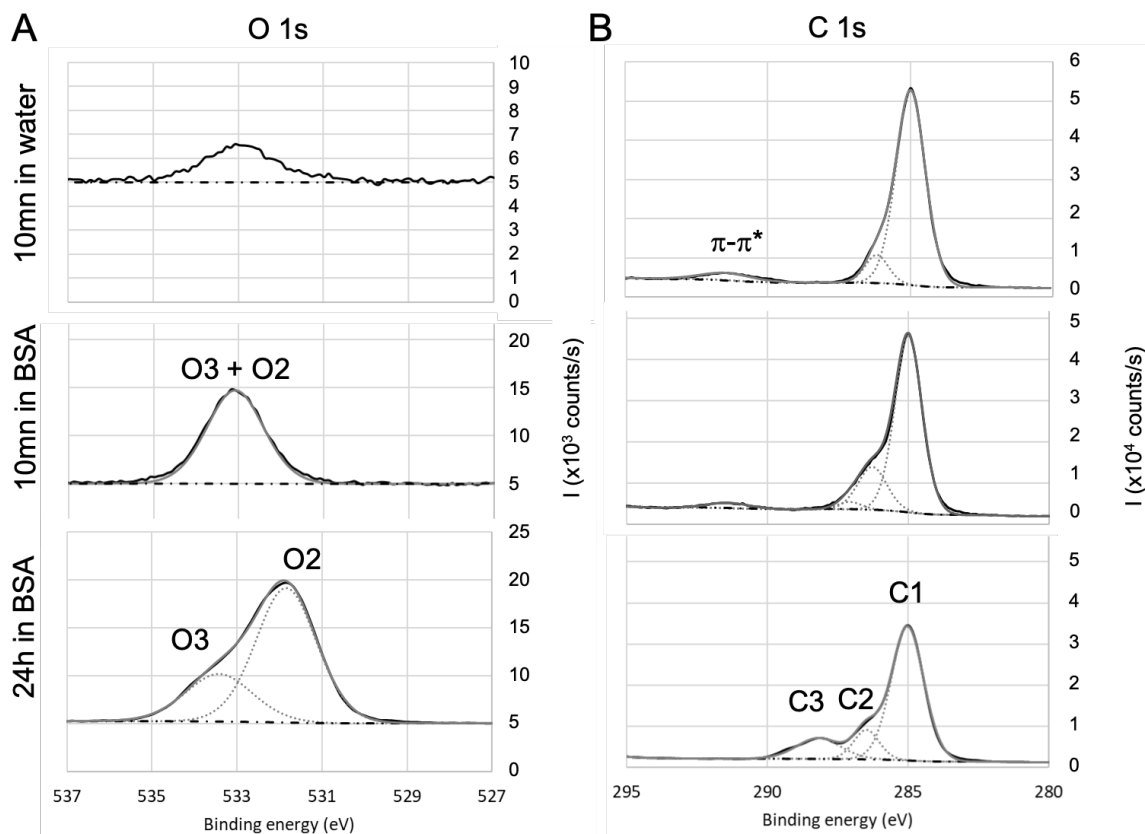 A
O 1s
B
C 1s
10mn in water
10
9
8
7
6
5
4
3
2
1
0
π-π*
6
5
4
3
2
1
0
10mn in BSA
O3 + O2
20
15
10
5
I (x10³ counts/s)
5
4
3
2
1
0
I (x10⁴ counts/s)
24h in BSA
O3
O2
25
20
15
10
5
0
C3
C2
C1
5
4
3
2
1
0
537
535
533
531
529
527
Binding energy (eV)
295
290
285
280
Binding energy (eV)